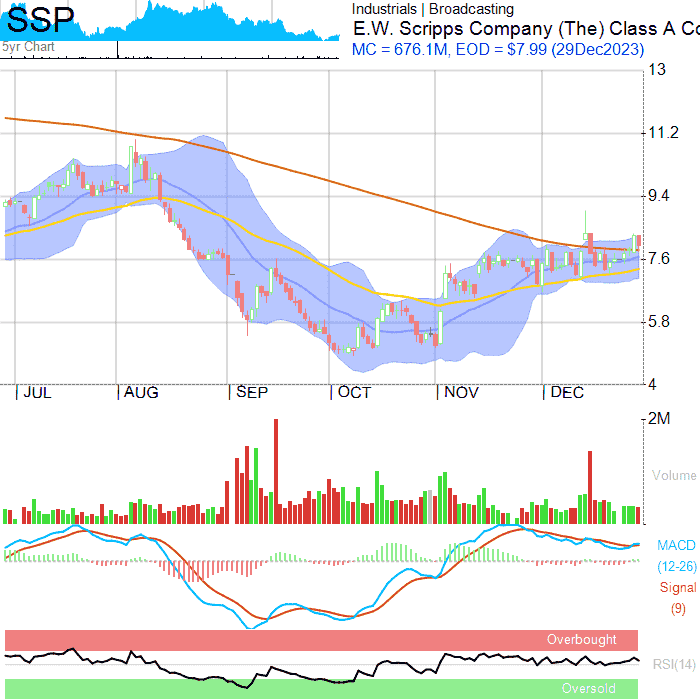 SSP
5yr Chart
Industrials | Broadcasting
E.W. Scripps Company (The) Class A Co
MC = 676.1M, EOD = $7.99 (29Dec2023)
13
11.2
9.4
7.6
5.8
4
JUL AUG SEP OCT NOV DEC
2M
Volume
MACD
(12-26)
Signal
(9)
Overbought
RSI(14)
Oversold